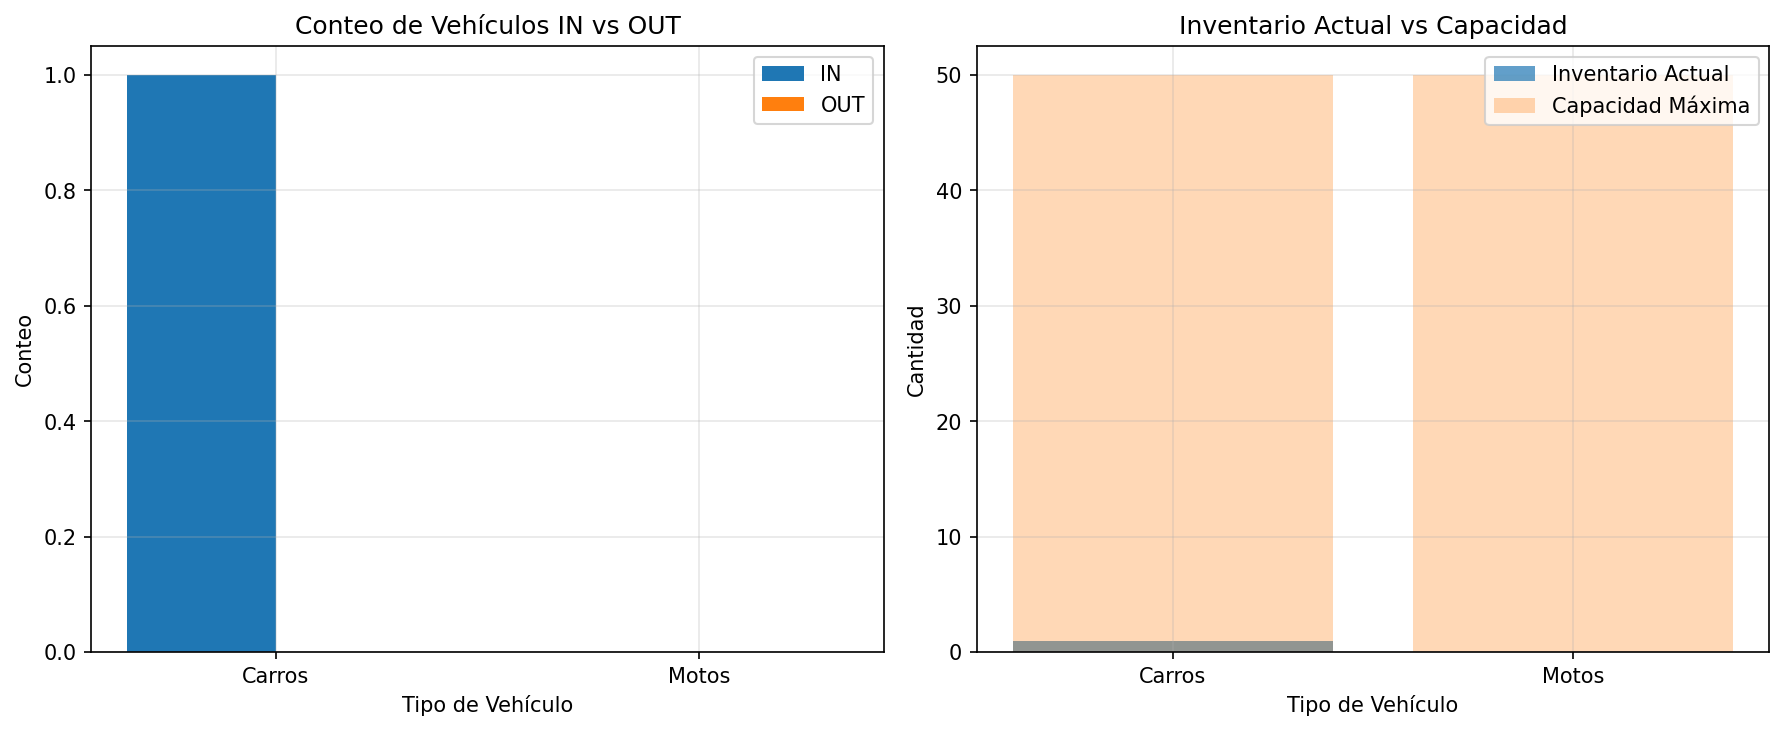 Conteo de Vehículos IN vs OUT
IN
OUT
1.0
0.8
0.6
0.4
0.2
0.0
Conteo
Carros
Motos
Tipo de Vehículo
Inventario Actual vs Capacidad
Inventario Actual
Capacidad Máxima
50
40
30
20
10
0
Cantidad
Carros
Motos
Tipo de Vehículo